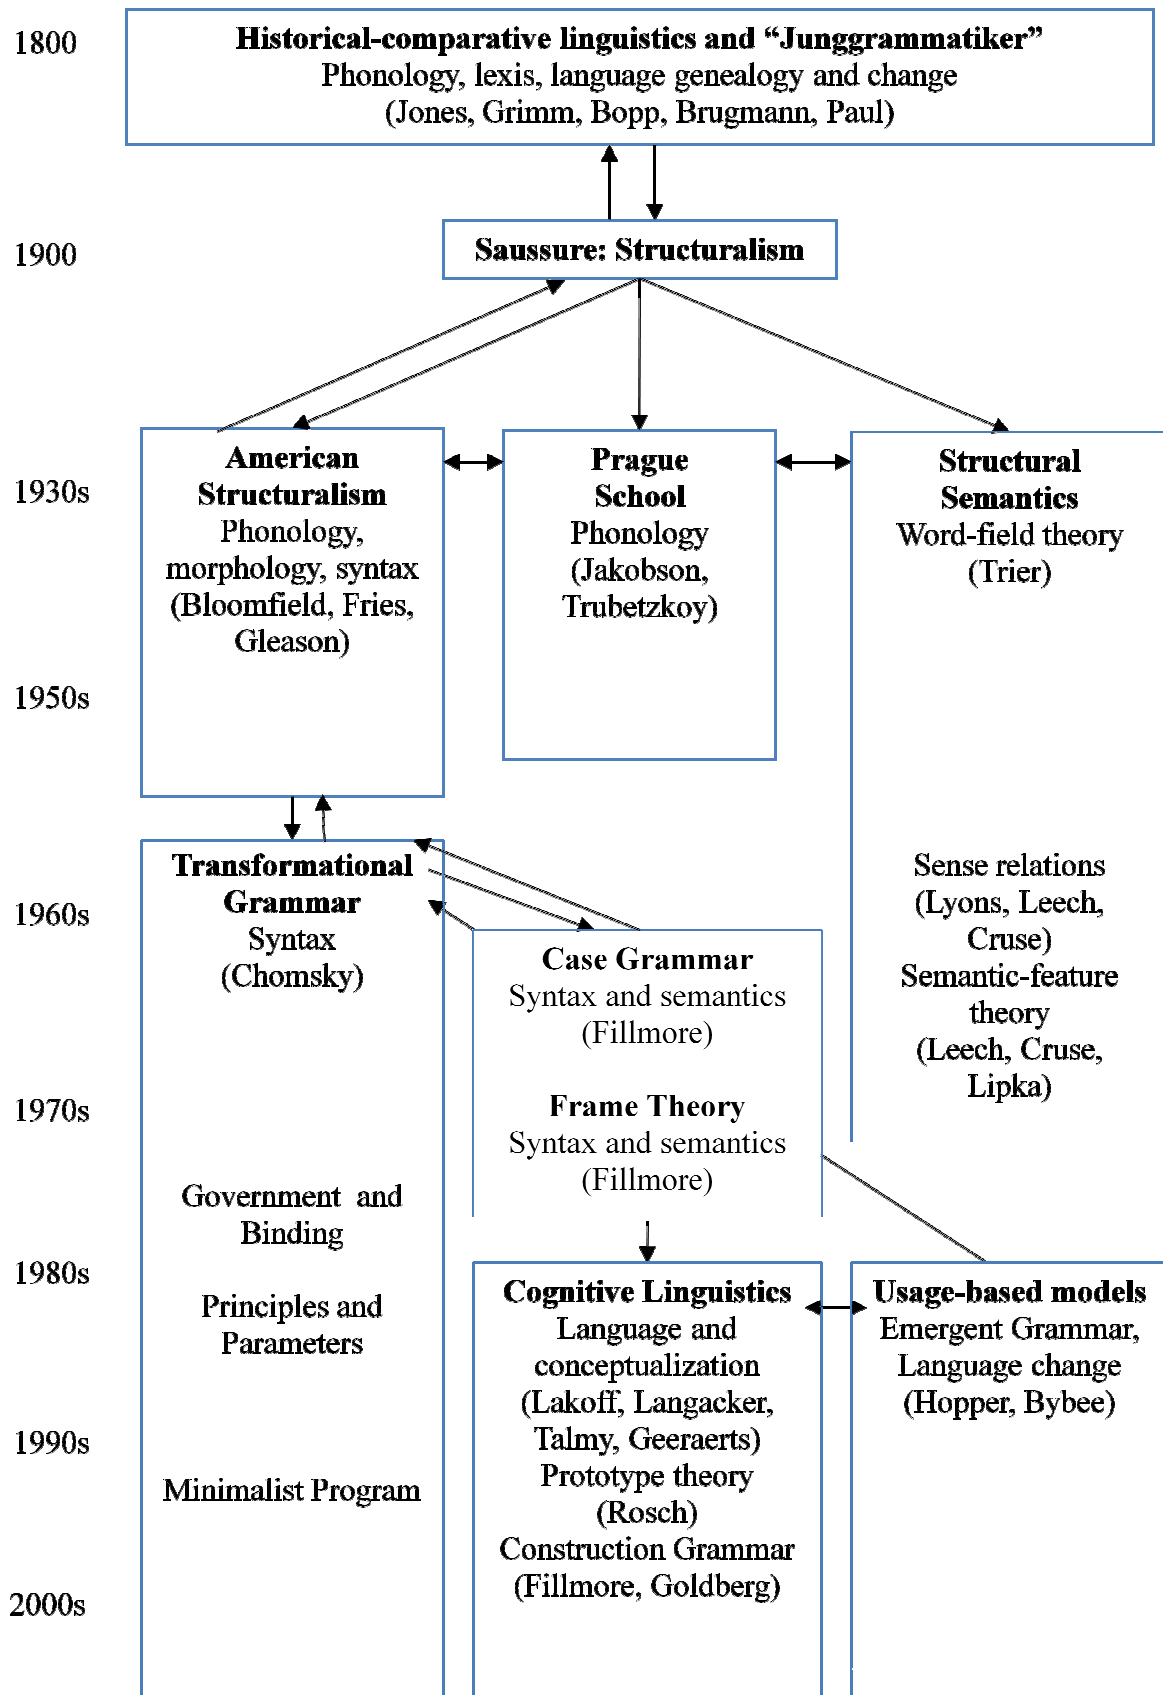 1800
Historical-comparative linguistics and “Junggrammatiker”
Phonology, lexis, language genealogy and change
(Jones, Grimm, Bopp, Brugmann, Paul)
1900
Saussure: Structuralism
1930s
American
Structuralism
Phonology,
morphology, syntax
(Bloomfield, Fries,
Gleason)
Prague
School
Phonology
(Jakobson,
Trubetzkoy)
Structural
Semantics
Word-field theory
(Trier)
1950s
Transformational
Grammar
Syntax
(Chomsky)
1960s
Case Grammar
Syntax and semantics
(Fillmore)
Frame Theory
Syntax and semantics
(Fillmore)
Sense relations
(Lyons, Leech,
Cruse)
Semantic-feature
theory
(Leech, Cruse,
Lipka)
1970s
Government and
Binding
1980s
Principles and
Parameters
Cognitive Linguistics
Language and
conceptualization
(Lakoff, Langacker,
Talmy, Geeraerts)
Prototype theory
(Rosch)
Construction Grammar
(Fillmore, Goldberg)
Usage-based models
Emergent Grammar,
Language change
(Hopper, Bybee)
1990s
Minimalist Program
2000s